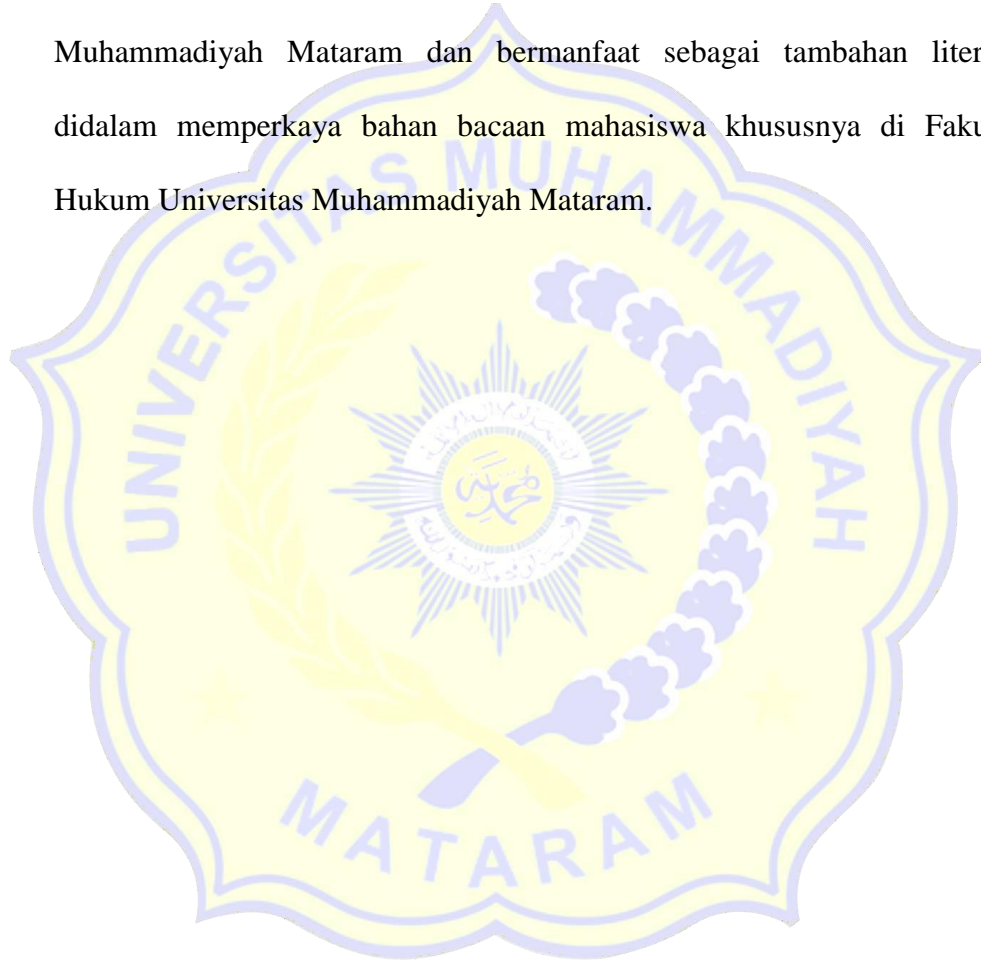 Muhammadiyah Mataram dan bermanfaat sebagai tambahan liter
didalam memperkaya bahan bacaan mahasiswa khususnya di Faku
Hukum Universitas Muhammadiyah Mataram.
UNIVERSITAS MUHAMMADIYAH
محمدية
MATARAM